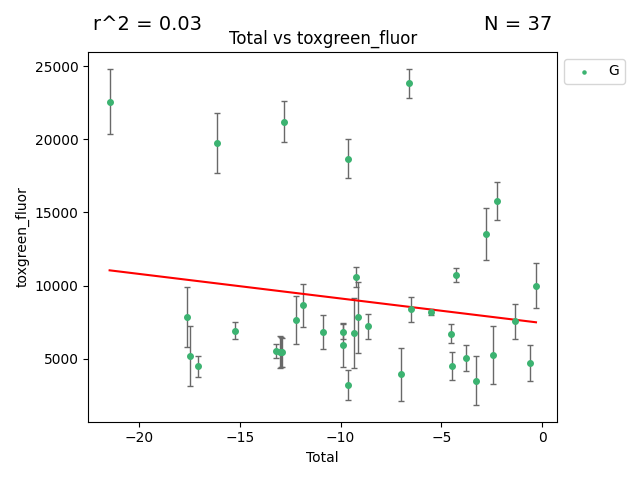 r^2 = 0.03
N = 37
Total vs toxgreen_fluor
G
25000
20000
15000
10000
5000
toxgreen_fluor
−20
−15
−10
−5
0
Total